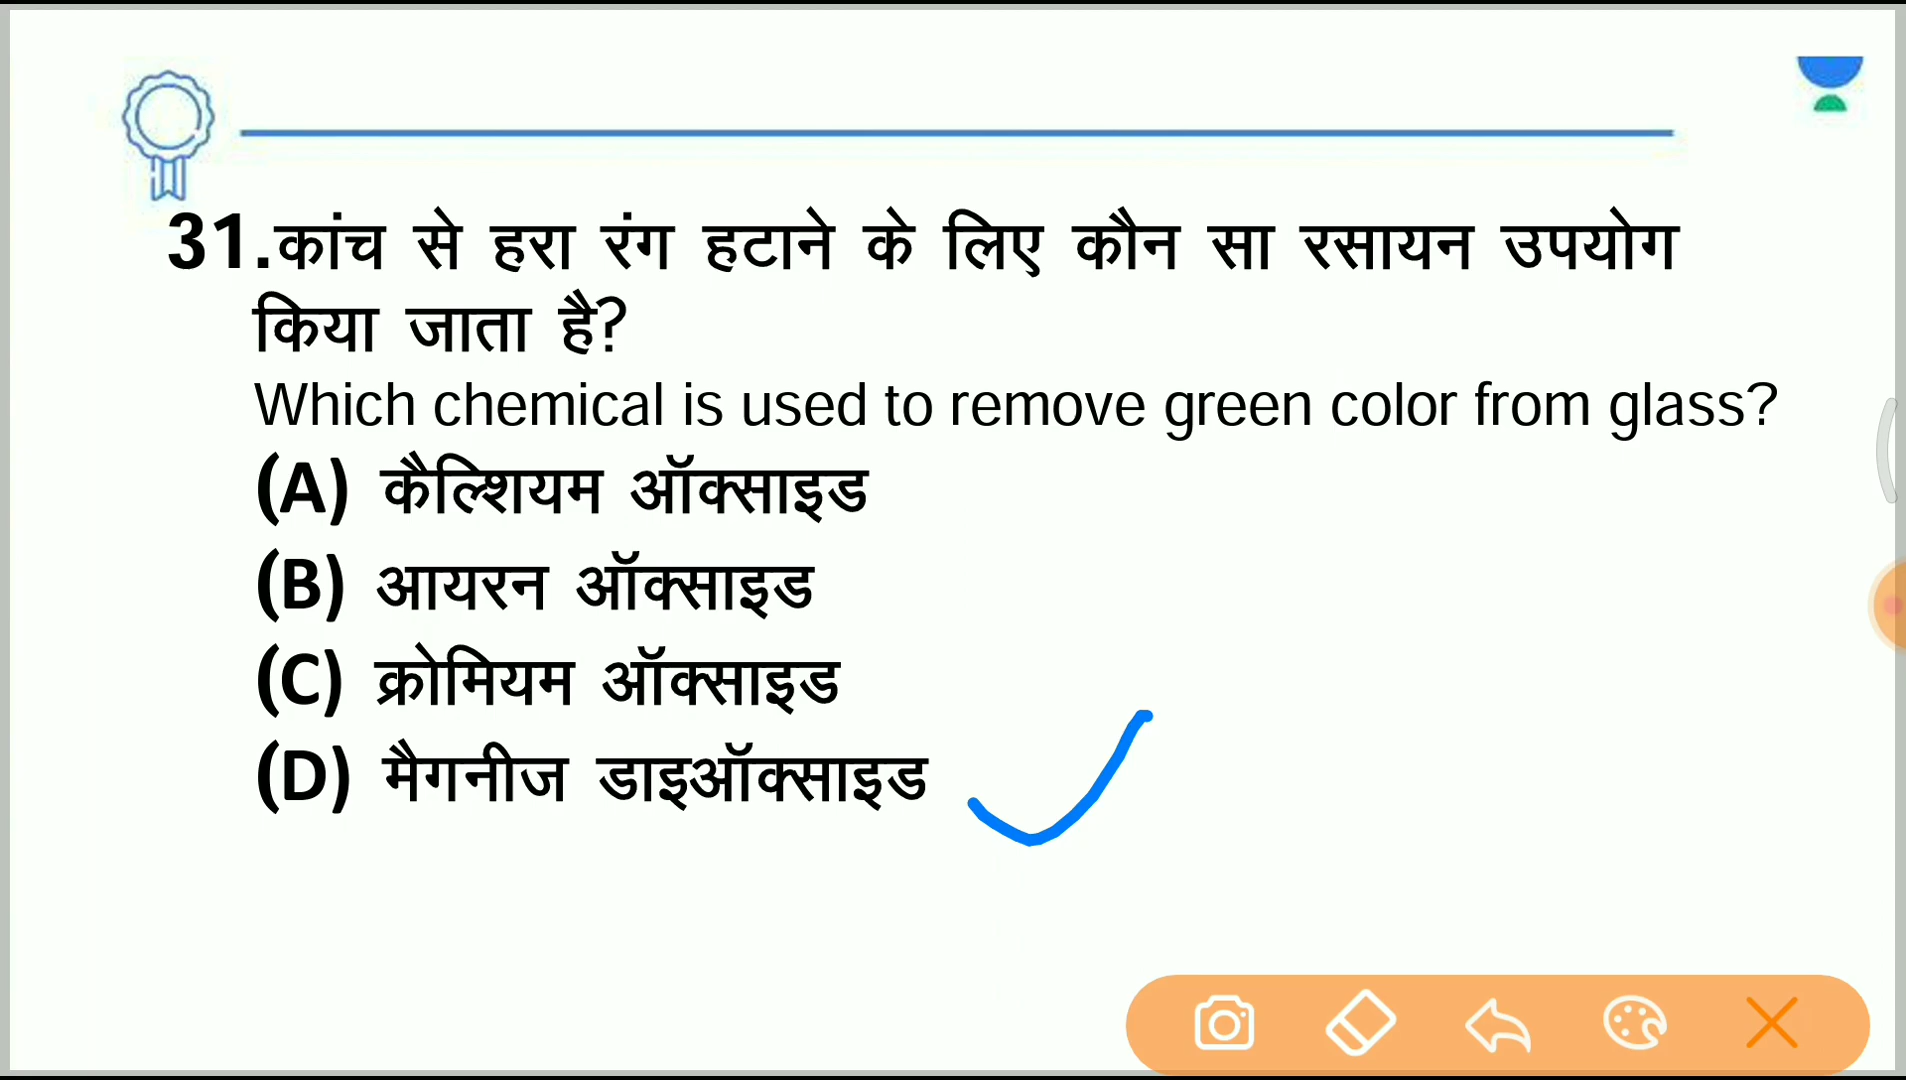 31.कांच से हरा रंग हटाने के लिए कौन सा रसायन उपयोग
किया जाता है?
Which chemical is used to remove green color from glass?
(A) कैल्शियम ऑक्साइड
(B) आयरन ऑक्साइड
(C) क्रोमियम ऑक्साइड
(D) मैगनीज डाइऑक्साइड